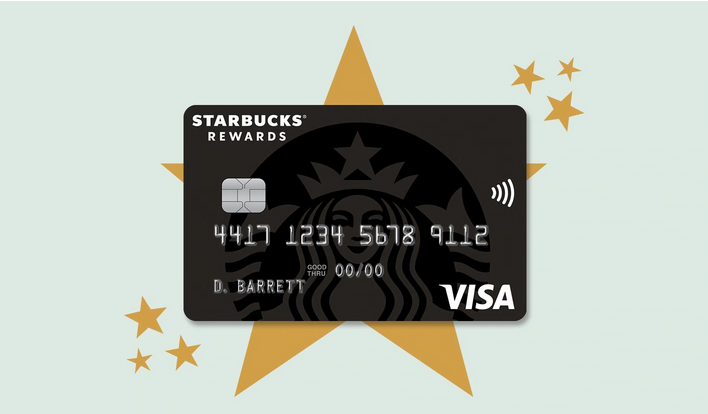 STARBUCKS®
REWARDS
4417 1234 5678 9112
GOOD
THRU 00/00
D. BARRETT
VISA